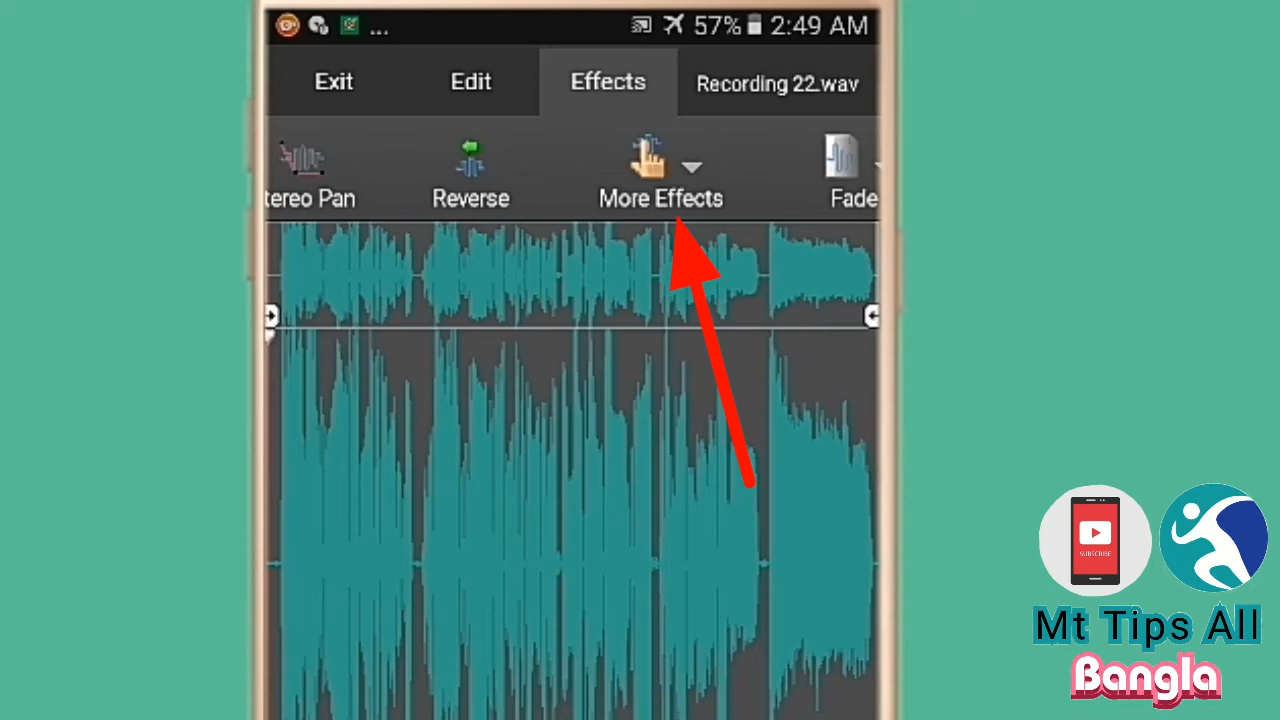 ... 57% 2:49 AM
Exit Edit Effects Recording 22.wav
tereo Pan Reverse More Effects Fade
SUBSCRIBE
Mt Tips All
Bangla